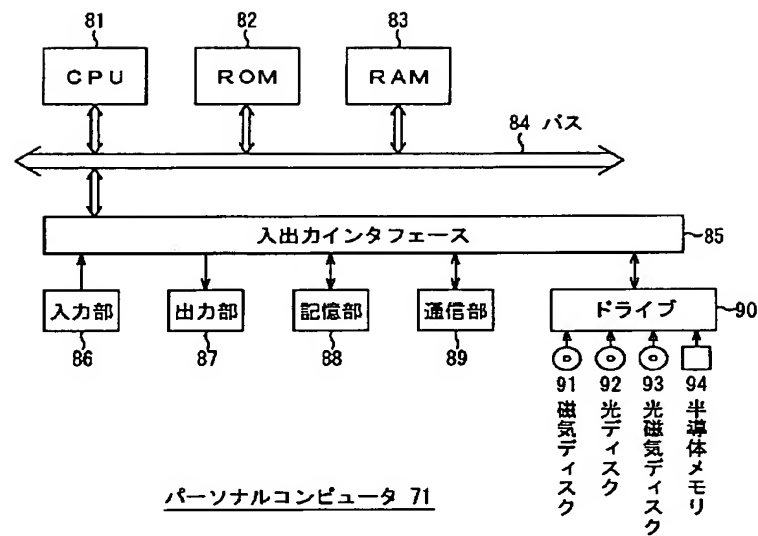 81
82
83
CPU
ROM
RAM
84 バス
入出力インタフェース
85
入力部
出力部
記憶部
通信部
ドライブ
90
86
87
88
89
91 磁気ディスク
92 光ディスク
93 光磁気ディスク
94 半導体メモリ
パーソナルコンピュータ 71